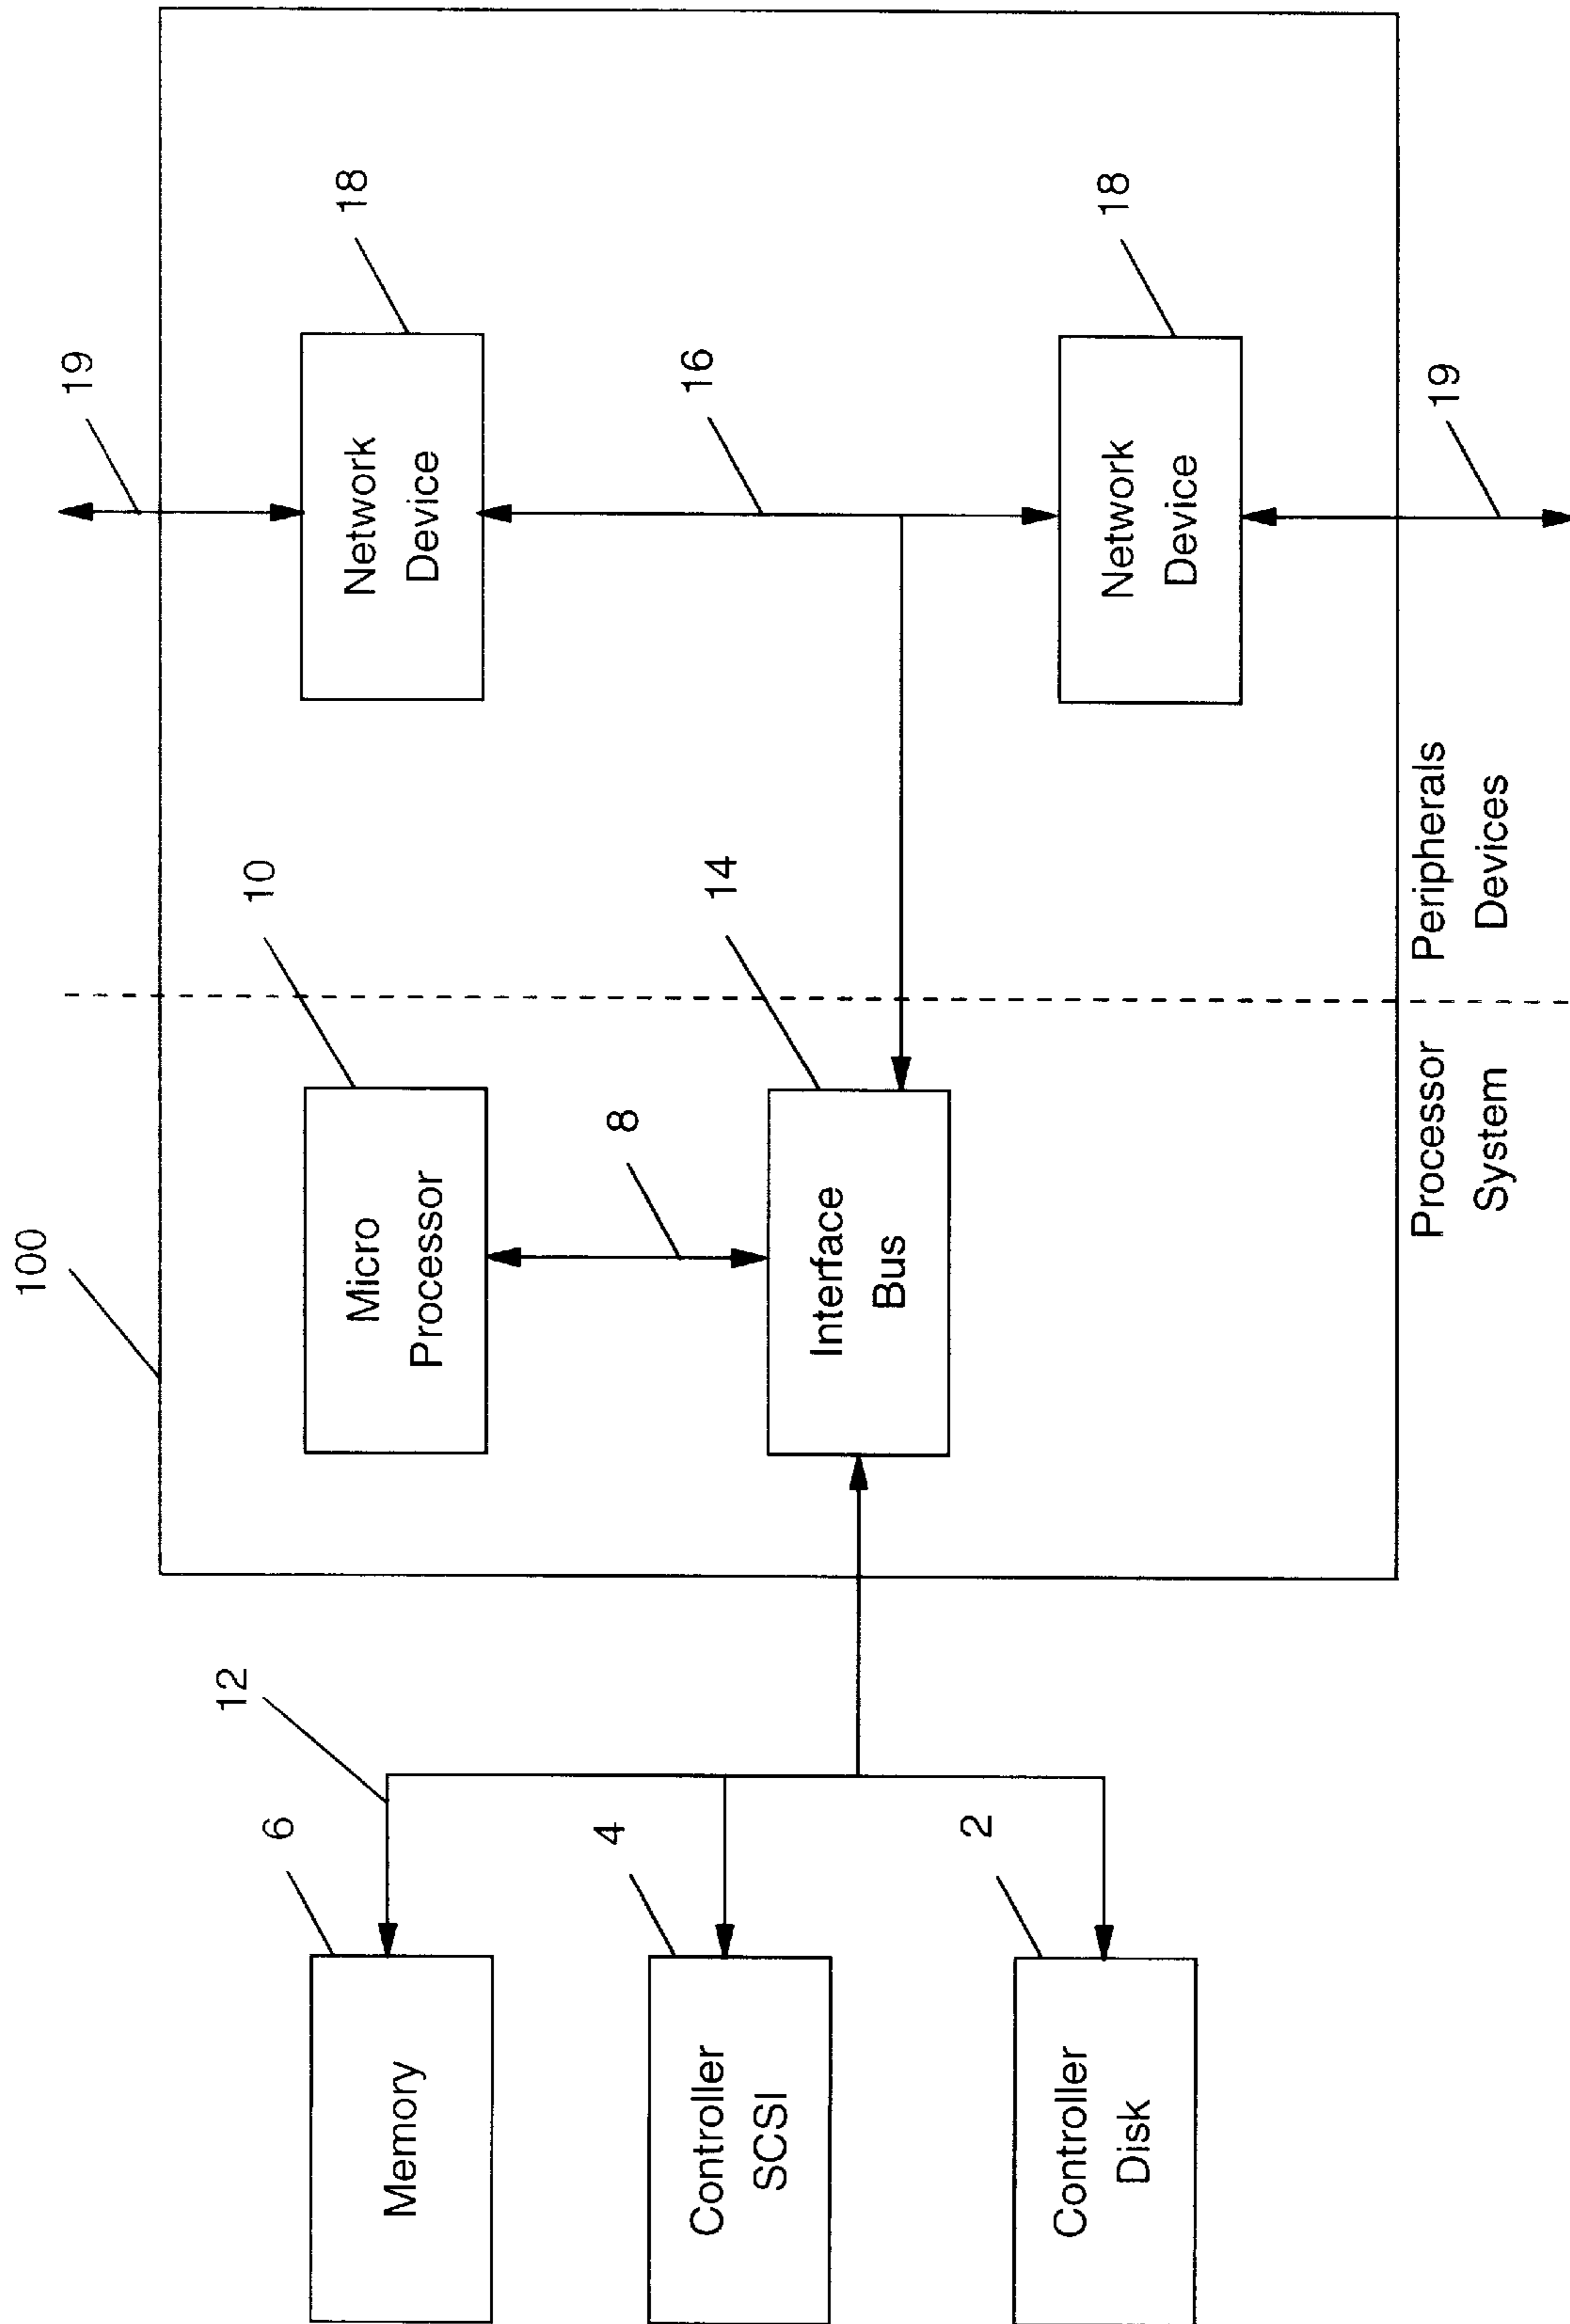 100
19
10
18
Micro
Processor
Network
Device
12
8
16
6
14
Memory
Interface
Bus
4
Controller
SCSI
18
2
Network
Device
Controller
Disk
Processor
System
Peripherals
Devices
19